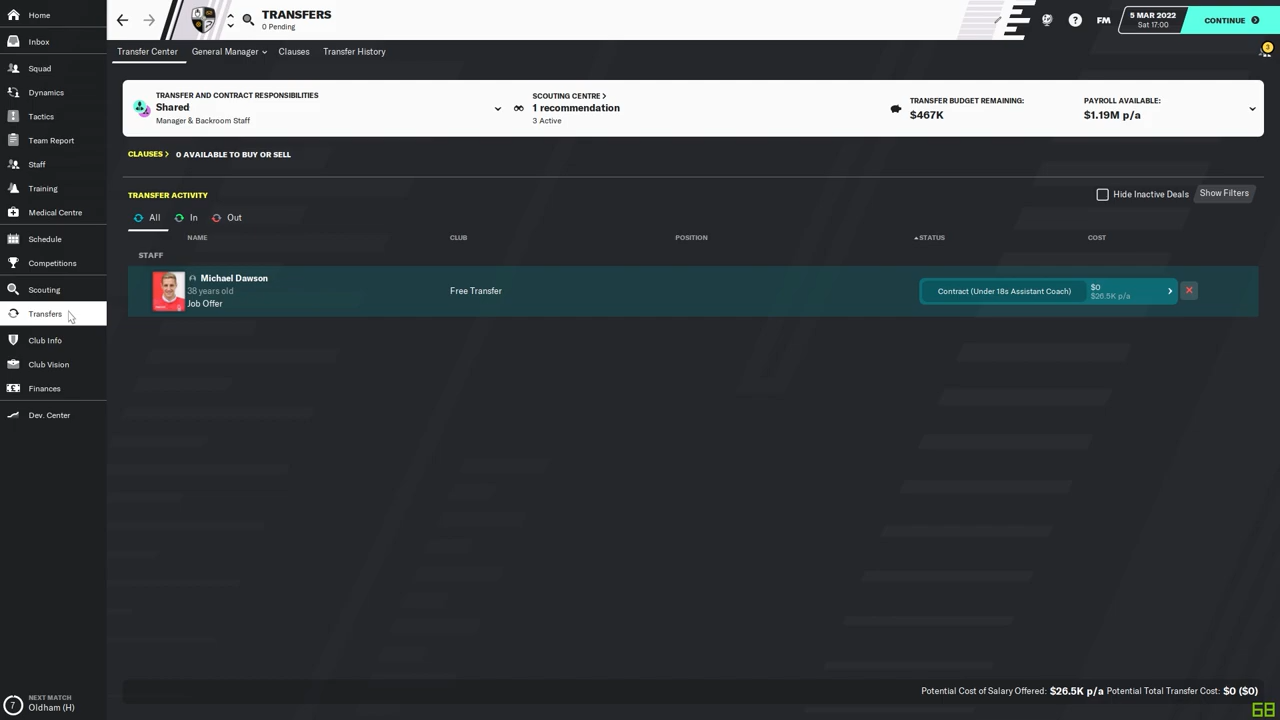 Home
Inbox
Squad
Dynamics
Tactics
Team Report
Staff
Training
Medical Centre
Schedule
Competitions
Scouting
Transfers
Club Info
Club Vision
Finances
Dev. Center
NEXT MATCH
7
Oldham (H)
TRANSFERS
0 Pending
?
FM
5 MAR 2022
Sat 17:00
CONTINUE
Transfer Center
General Manager
Clauses
Transfer History
TRANSFER AND CONTRACT RESPONSIBILITIES
Shared
Manager & Backroom Staff
SCOUTING CENTRE >
1 recommendation
3 Active
TRANSFER BUDGET REMAINING:
$467K
PAYROLL AVAILABLE:
$1.19M p/a
CLAUSES > 0 AVAILABLE TO BUY OR SELL
TRANSFER ACTIVITY
Hide Inactive Deals
Show Filters
All
In
Out
NAME
CLUB
POSITION
STATUS
COST
STAFF
Michael Dawson
38 years old
Job Offer
Free Transfer
Contract (Under 18s Assistant Coach)
$0
$26.5K p/a
Potential Cost of Salary Offered: $26.5K p/a Potential Total Transfer Cost: $0 ($0)
68